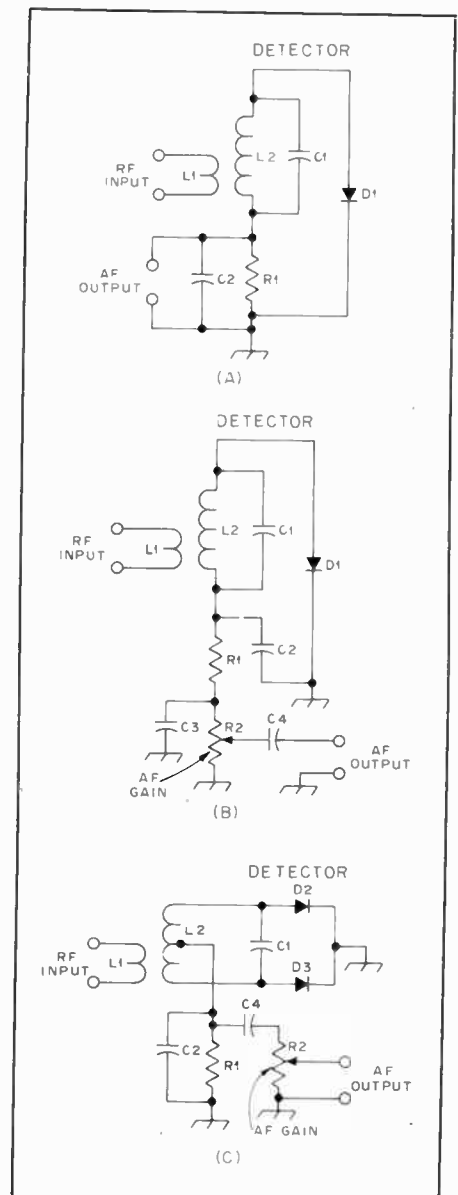 DETECTOR
RF INPUT
L1
L2
C1
D1
AF OUTPUT
C2
R1
(A)
DETECTOR
RF INPUT
L1
L2
C1
D1
R1
C2
C3
R2
C4
AF GAIN
AF OUTPUT
(B)
DETECTOR
D2
RF INPUT
L1
L2
C1
D3
C4
C2
R1
R2
AF OUTPUT
AF GAIN
(C)